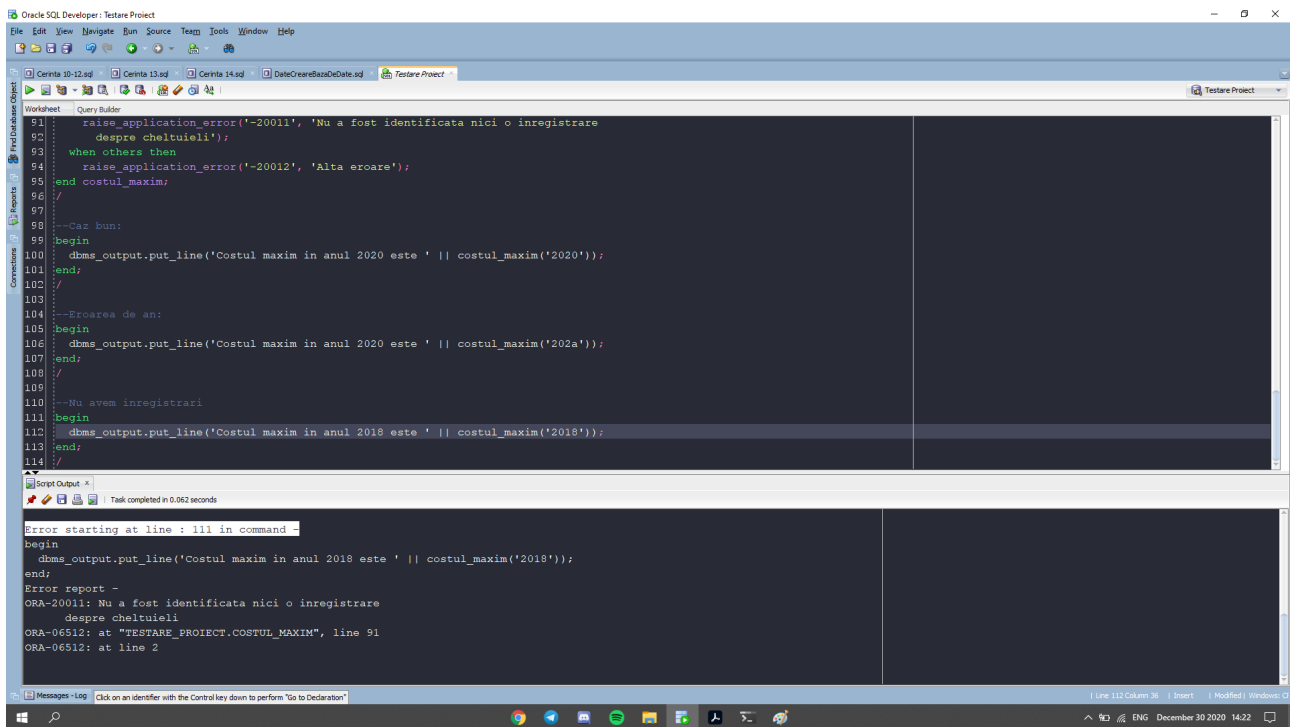 Oracle SQL Developer : Testare Proiect
File Edit View Navigate Run Source Team Tools Window Help
Cerinta 10-12.sql Cerinta 13.sql Cerinta 14.sql DateCreareBazaDeDate.sql Testare Proiect
Testare Proiect
Worksheet Query Builder
Find Database Object
Reports
Connections
91 raise_application_error('-20011', 'Nu a fost identificata nici o inregistrare
92 despre cheltuieli');
93 when others then
94 raise_application_error('-20012', 'Alta eroare');
95 end costul_maxim;
96 /
97
98 --Caz bun:
99 begin
100 dbms_output.put_line('Costul maxim in anul 2020 este ' || costul_maxim('2020'));
101 end;
102 /
103
104 --Eroarea de an:
105 begin
106 dbms_output.put_line('Costul maxim in anul 2020 este ' || costul_maxim('202a'));
107 end;
108 /
109
110 --Nu avem inregistrari
111 begin
112 dbms_output.put_line('Costul maxim in anul 2018 este ' || costul_maxim('2018'));
113 end;
114 /
Script Output
Task completed in 0.062 seconds
Error starting at line : 111 in command -
begin
dbms_output.put_line('Costul maxim in anul 2018 este ' || costul_maxim('2018'));
end;
Error report -
ORA-20011: Nu a fost identificata nici o inregistrare
despre cheltuieli
ORA-06512: at "TESTARE_PROIECT.COSTUL_MAXIM", line 91
ORA-06512: at line 2
Messages - Log Click on an identifier with the Control key down to perform "Go to Declaration"
| Line 112 Column 36 | Insert | Modified | Windows: Cl
ENG December 30 2020 14:22